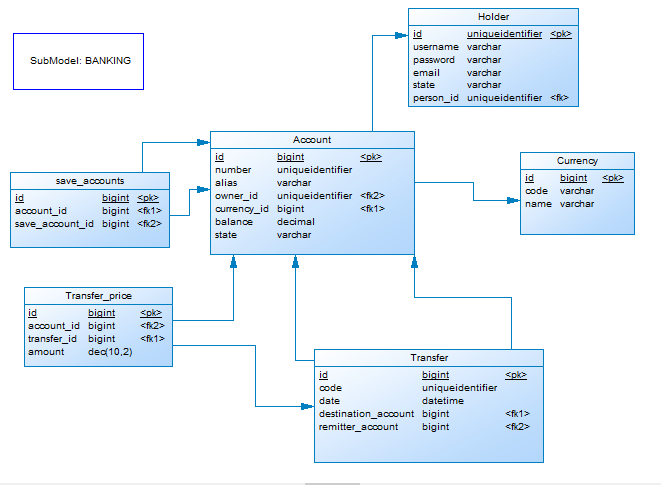 Holder
id uniqueidentifier <pk>
username varchar
password varchar
email varchar
state varchar
person_id uniqueidentifier <fk>
SubModel: BANKING
Account
id bigint <pk>
number uniqueidentifier
alias varchar
owner_id uniqueidentifier <fk2>
currency_id bigint <fk1>
balance decimal
state varchar
Currency
id bigint <pk>
code varchar
name varchar
save_accounts
id bigint <pk>
account_id bigint <fk1>
save_account_id bigint <fk2>
Transfer_price
id bigint <pk>
account_id bigint <fk2>
transfer_id bigint <fk1>
amount dec(10,2)
Transfer
id bigint <pk>
code uniqueidentifier
date datetime
destination_account bigint <fk1>
remitter_account bigint <fk2>